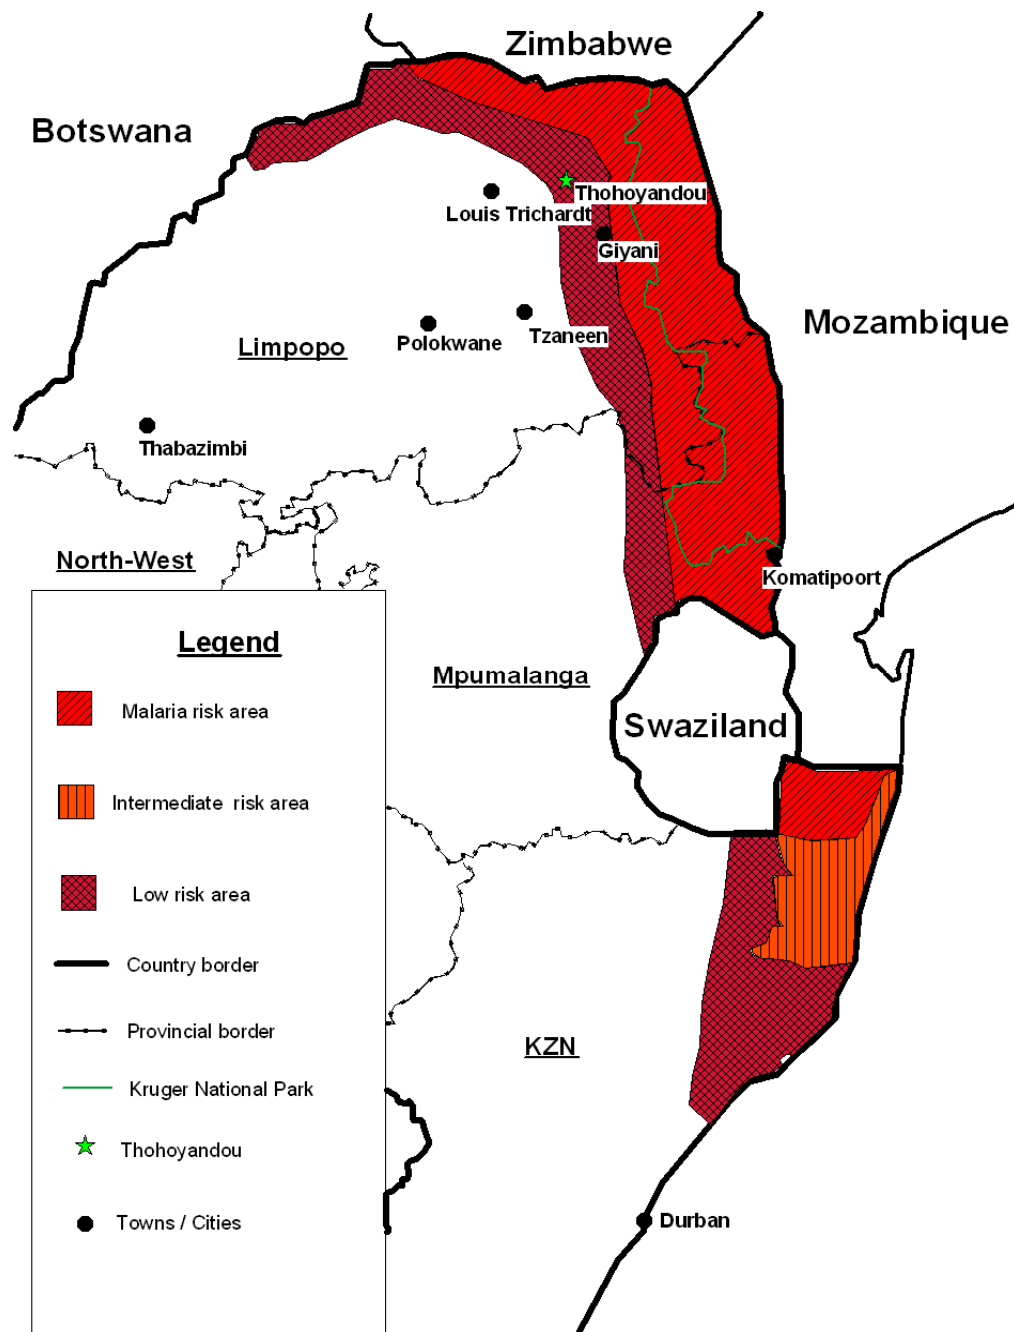 Zimbabwe
Botswana
Thohoyandou
Louis Trichardt
Giyani
Mozambique
Limpopo
Polokwane
Tzaneen
Thabazimbi
North-West
Komatipoort
Mpumalanga
Swaziland
KZN
Durban
Legend
Malaria risk area
Intermediate risk area
Low risk area
Country border
Provincial border
Kruger National Park
Thohoyandou
Towns / Cities